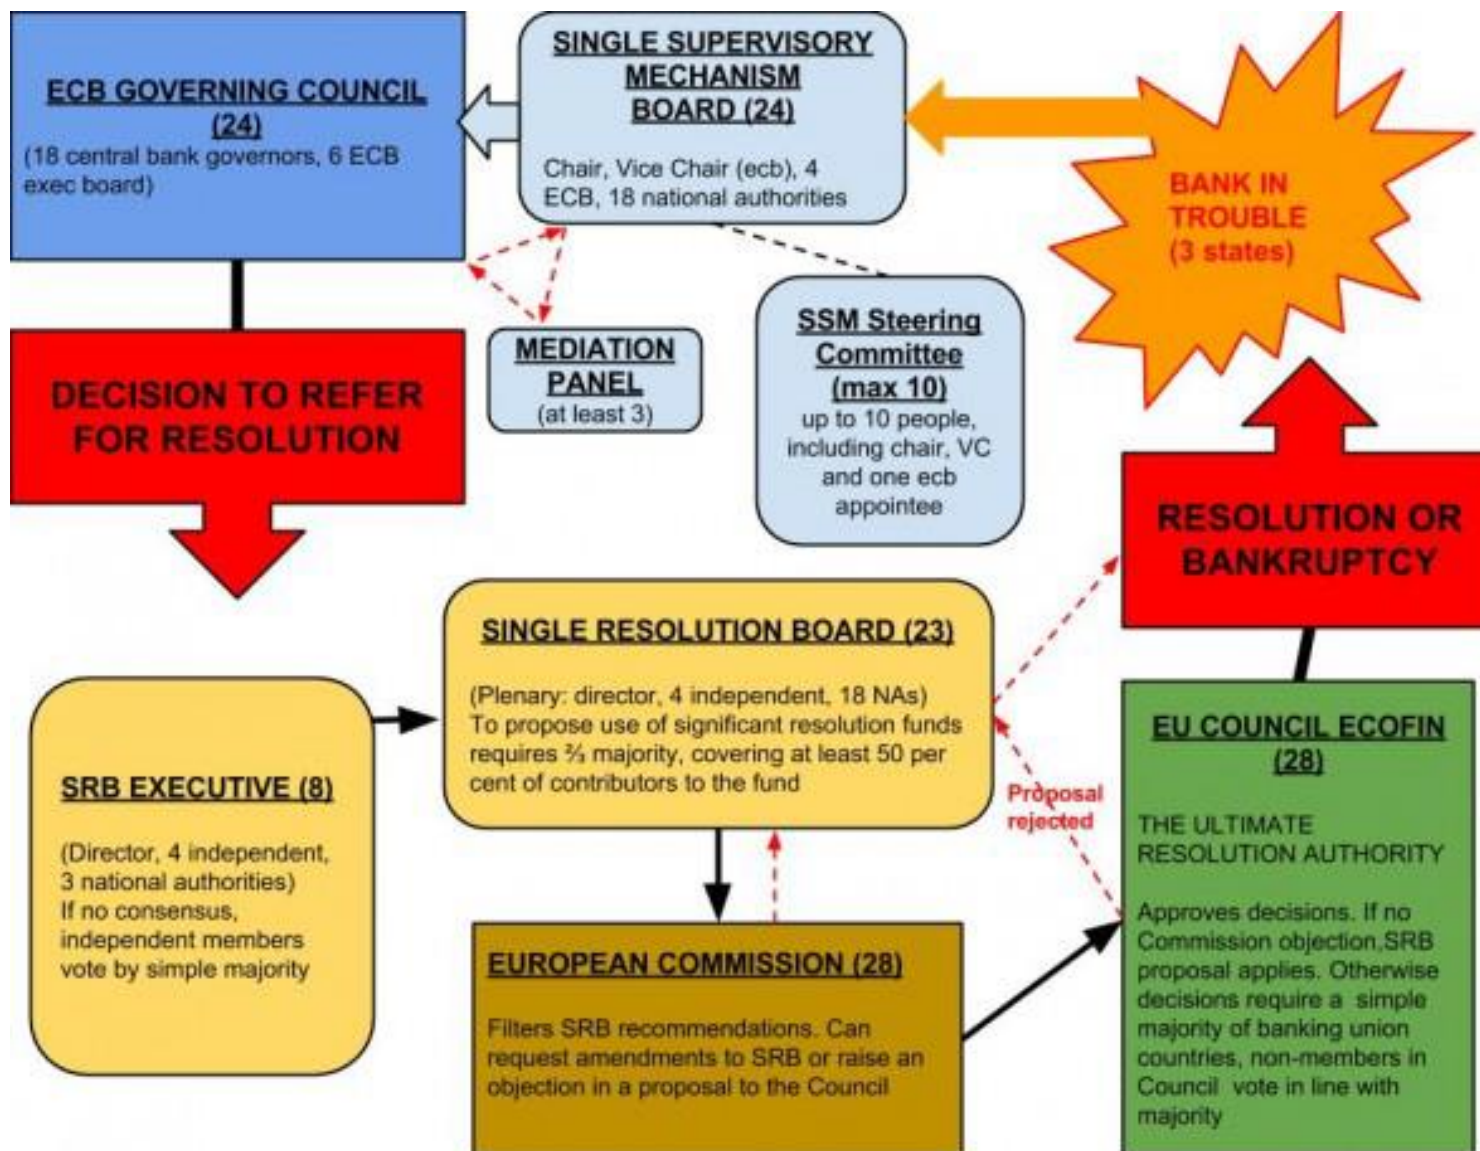 ECB GOVERNING COUNCIL
(24)
(18 central bank governors, 6 ECB
exec board)
SINGLE SUPERVISORY
MECHANISM
BOARD (24)
Chair, Vice Chair (ecb), 4
ECB, 18 national authorities
BANK IN
TROUBLE
(3 states)
MEDIATION
PANEL
(at least 3)
SSM Steering
Committee
(max 10)
up to 10 people,
including chair, VC
and one ecb
appointee
DECISION TO REFER
FOR RESOLUTION
RESOLUTION OR
BANKRUPTCY
SINGLE RESOLUTION BOARD (23)
(Plenary: director, 4 independent, 18 NAs)
To propose use of significant resolution funds
requires ⅔ majority, covering at least 50 per
cent of contributors to the fund
SRB EXECUTIVE (8)
(Director, 4 independent,
3 national authorities)
If no consensus,
independent members
vote by simple majority
Proposal
rejected
EUROPEAN COMMISSION (28)
Filters SRB recommendations. Can
request amendments to SRB or raise an
objection in a proposal to the Council
EU COUNCIL ECOFIN
(28)
THE ULTIMATE
RESOLUTION AUTHORITY
Approves decisions. If no
Commission objection,SRB
proposal applies. Otherwise
decisions require a simple
majority of banking union
countries, non-members in
Council vote in line with
majority